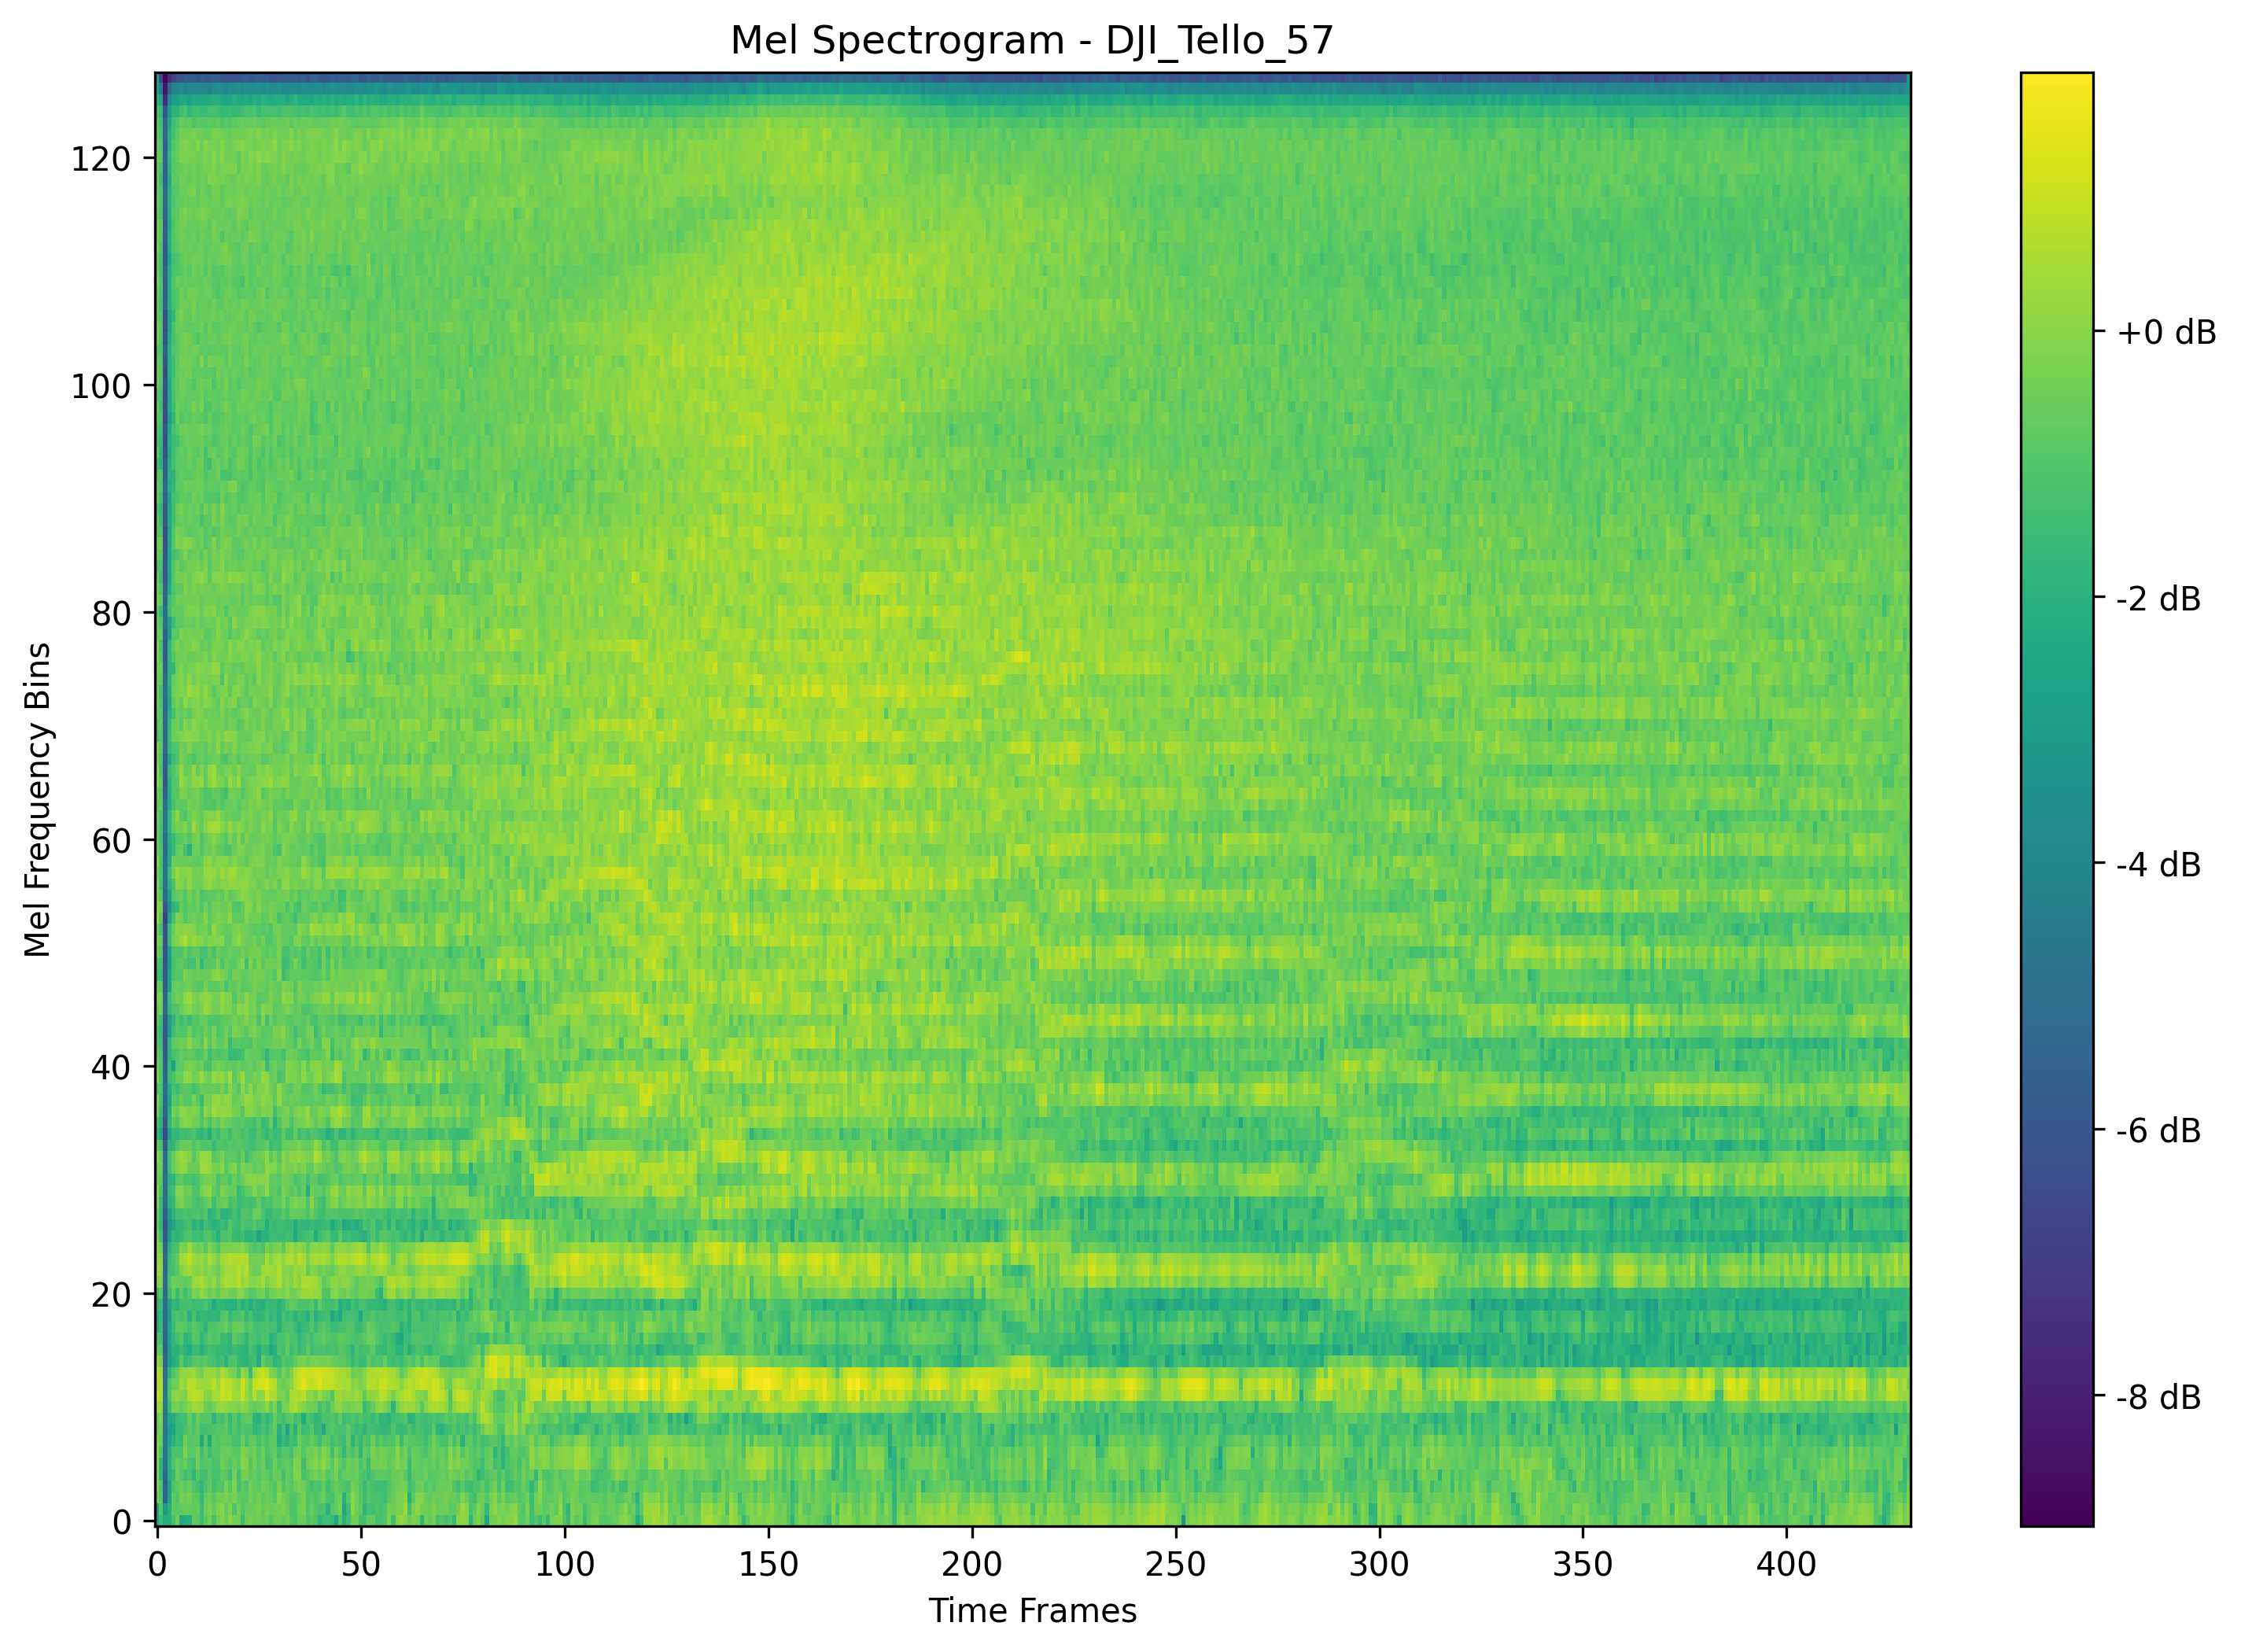 Mel Spectrogram - DJI_Tello_57
Mel Frequency Bins
120
100
80
60
40
20
0
0 50 100 150 200 250 300 350 400
Time Frames
+0 dB
-2 dB
-4 dB
-6 dB
-8 dB